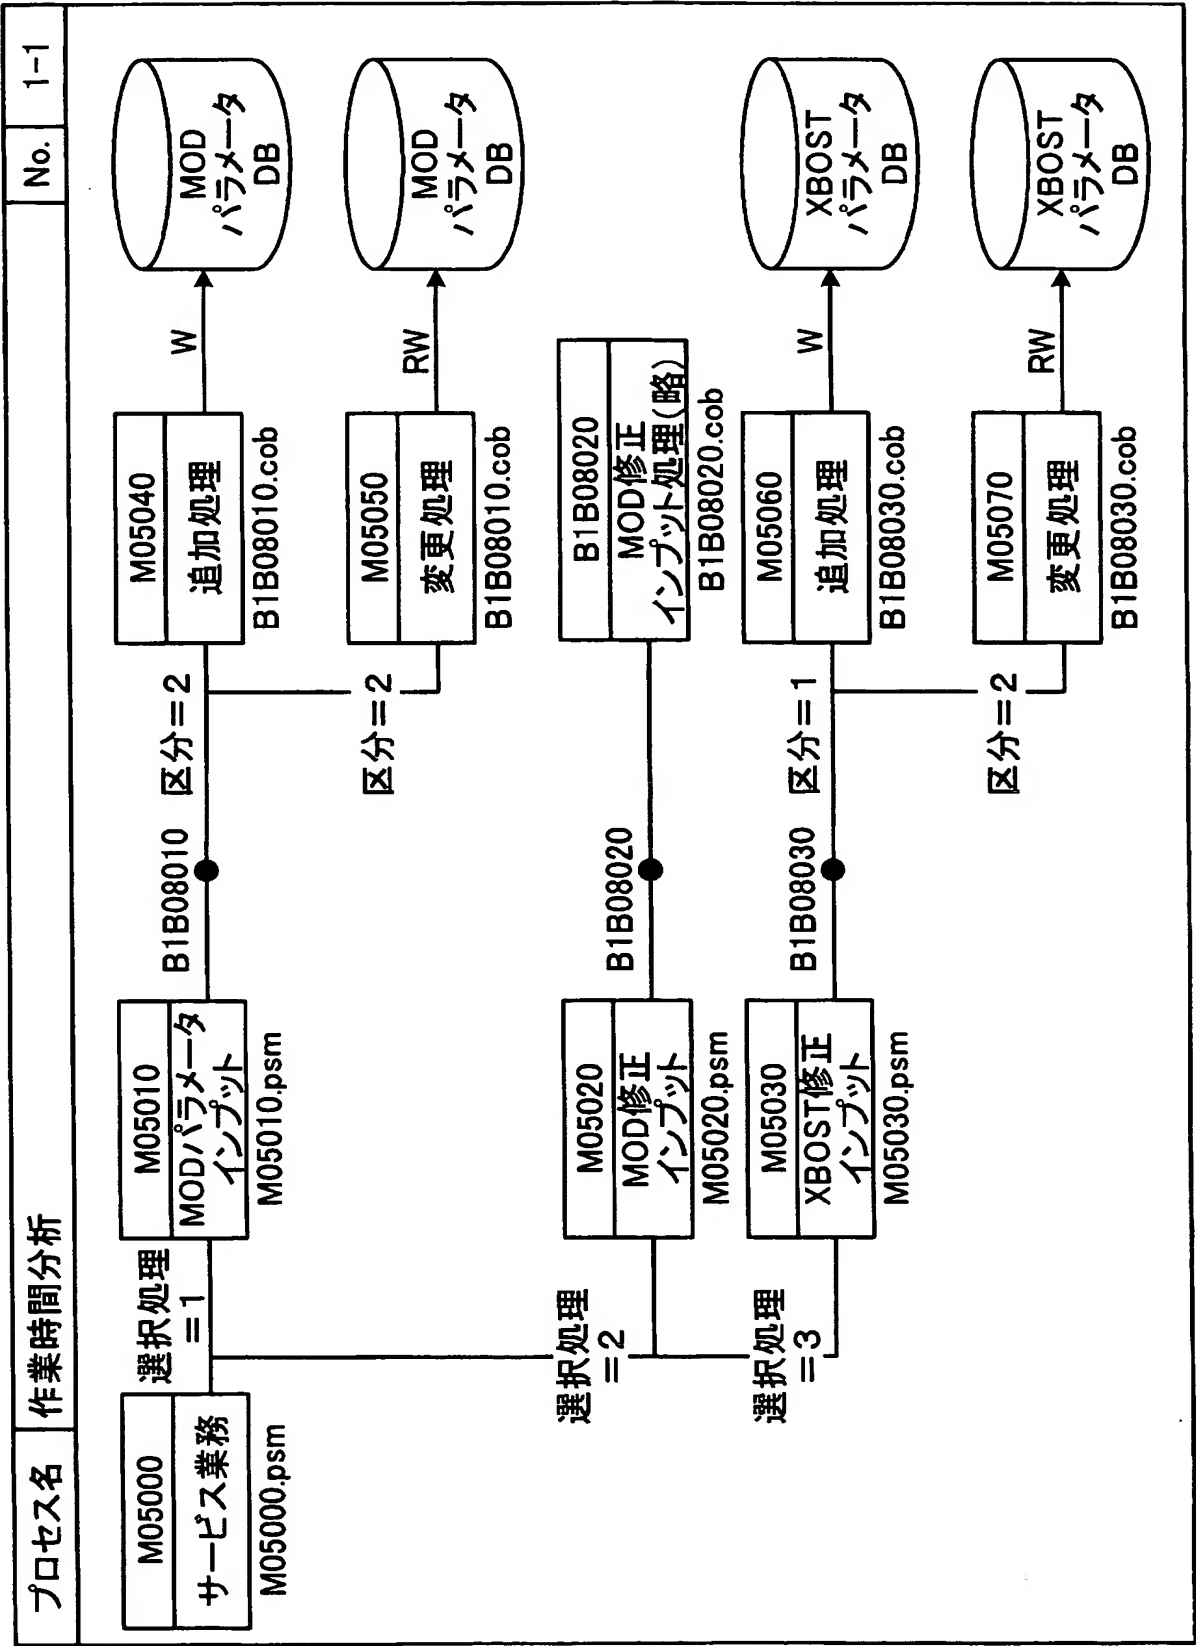 プロセス名
作業時間分析
No.
1-1
M05000
サービス業務
M05000.psm
選択処理
=1
M05010
MODパラメータ
インプット
M05010.psm
B1B08010
区分=2
M05040
追加処理
B1B08010.cob
W
MOD
パラメータ
DB
区分=2
M05050
変更処理
B1B08010.cob
RW
MOD
パラメータ
DB
選択処理
=2
M05020
MOD修正
インプット
M05020.psm
B1B08020
B1B08020
MOD修正
インプット処理(略)
B1B08020.cob
選択処理
=3
M05030
XBOST修正
インプット
M05030.psm
B1B08030
区分=1
M05060
追加処理
B1B08030.cob
W
XBOST
パラメータ
DB
区分=2
M05070
変更処理
B1B08030.cob
RW
XBOST
パラメータ
DB